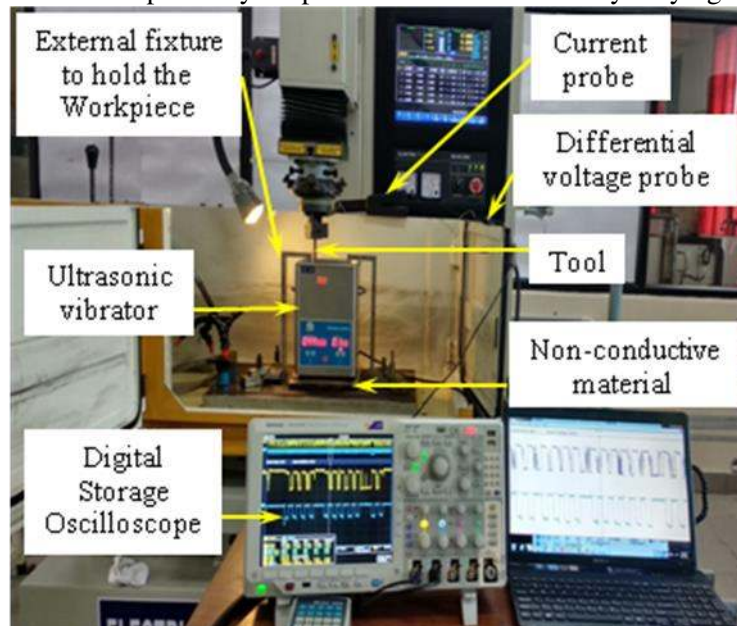 External fixture
to hold the
Workpiece
Current
probe
Differential
voltage probe
Tool
Ultrasonic
vibrator
Non-conductive
material
Digital
Storage
Oscilloscope